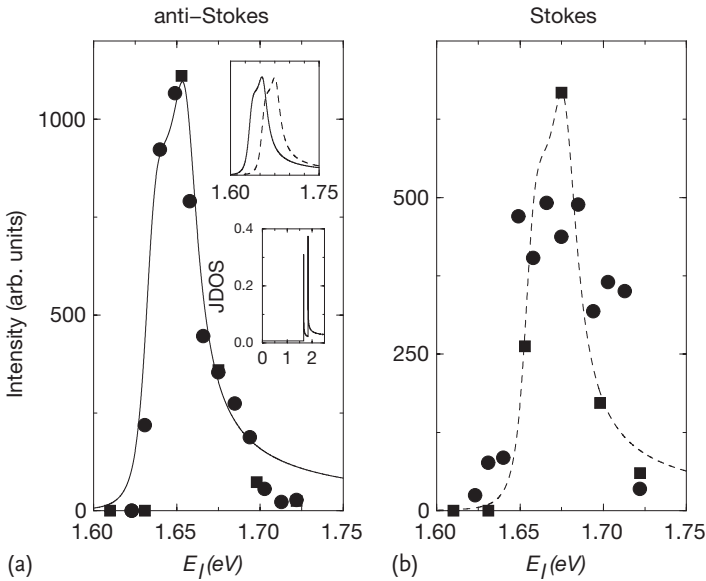 anti–Stokes
Stokes
Intensity (arb. units)
1000
500
0
1.60 1.65 1.70 1.75
(a) E_I (eV)
1.60 1.75
JDOS
0.4
0.2
0.0
0 1 2
500
250
0
1.60 1.65 1.70 1.75
(b) E_I (eV)